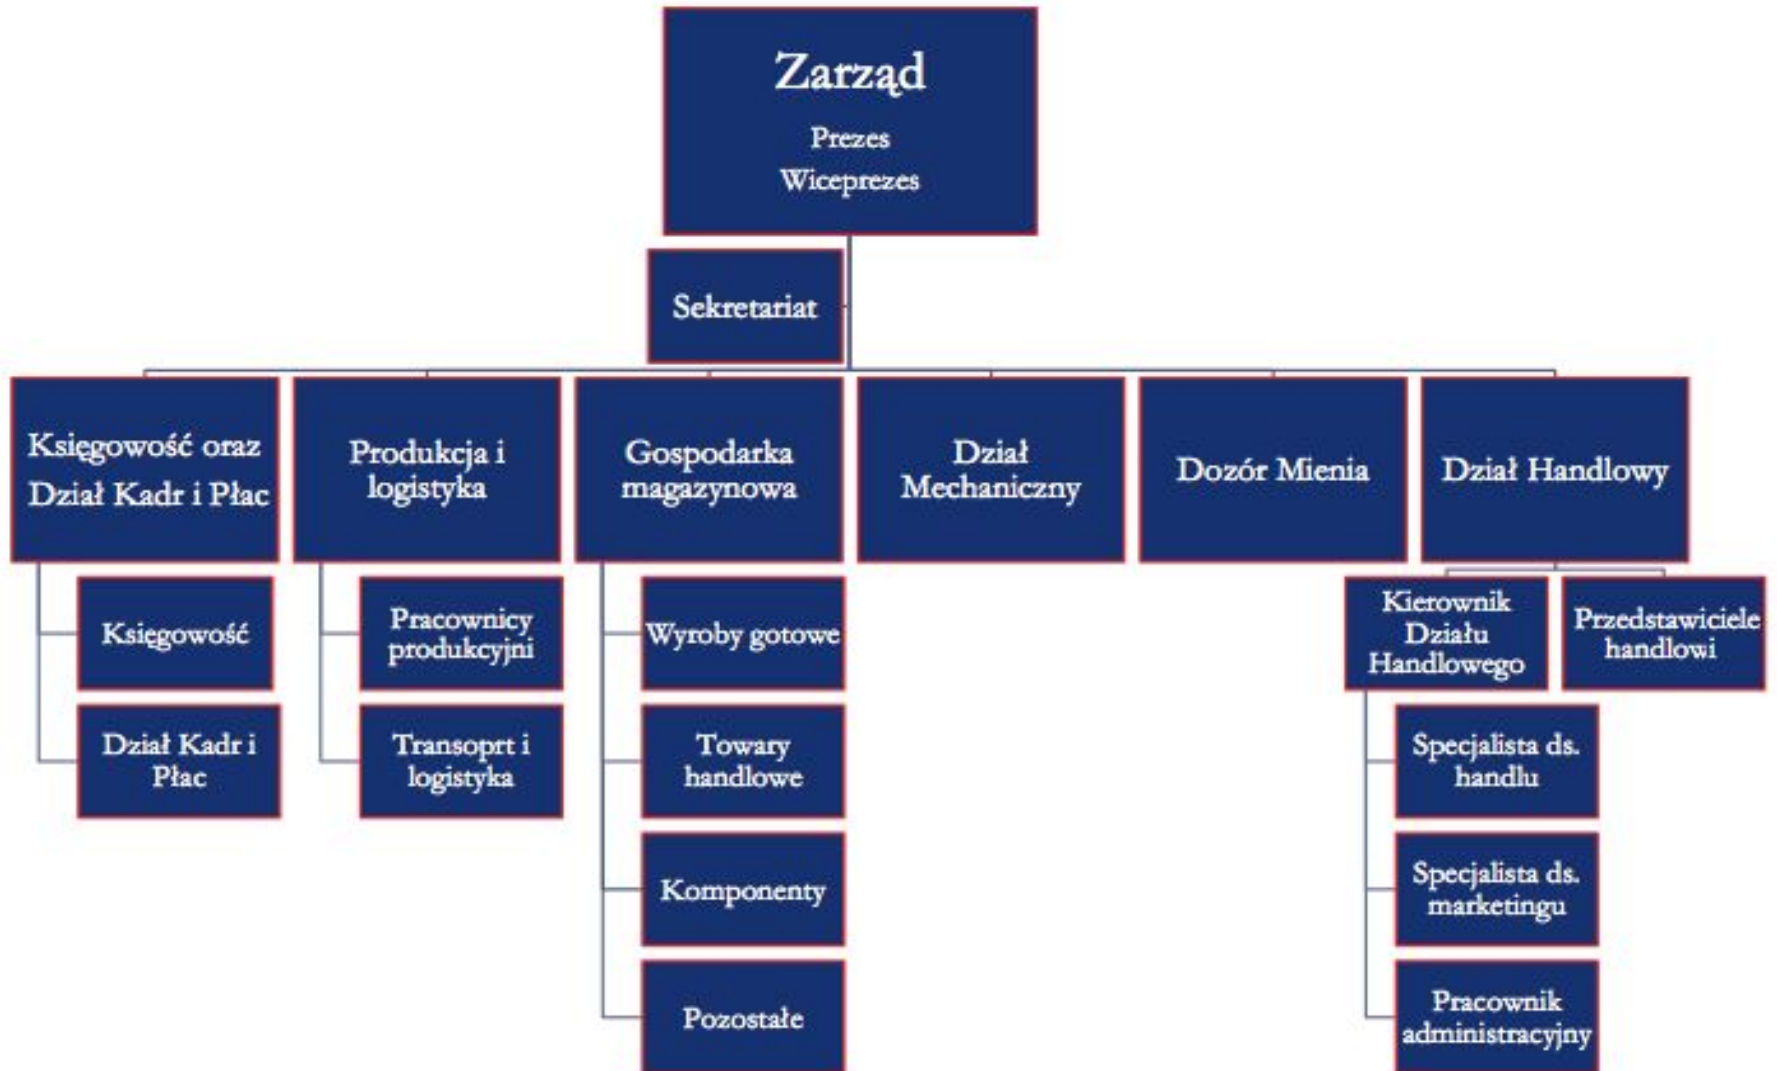 Zarząd
Prezes
Wiceprezes
Sekretariat
Księgowość oraz
Dział Kadr i Płac
Produkcja i
logistyka
Gospodarka
magazynowa
Dział
Mechaniczny
Dozór Mienia
Dział Handlowy
Księgowość
Dział Kadr i
Płac
Pracownicy
produkcyjni
Transoprt i
logistyka
Wyroby gotowe
Towary
handlowe
Komponenty
Pozostałe
Kierownik
Działu
Handlowego
Przedstawiciele
handlowi
Specjalista ds.
handlu
Specjalista ds.
marketingu
Pracownik
administracyjny